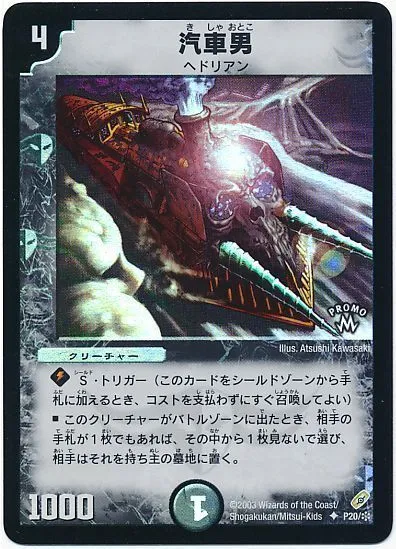 4
きしゃおとこ
汽車男
ヘドリアン
PROMO
Illus. Atsushi Kawasaki
クリーチャー
S・トリガー（このカードをシールドゾーンから手
札に加えるとき、コストを支払わずにすぐ召喚してよい）
■ このクリーチャーがバトルゾーンに出たとき、相手の
手札が1枚でもあれば、その中から1枚見ないで選び、
相手はそれを持ち主の墓地に置く。
1000
1
©2003 Wizards of the Coast/
Shogakukan/Mitsui-Kids
P20/